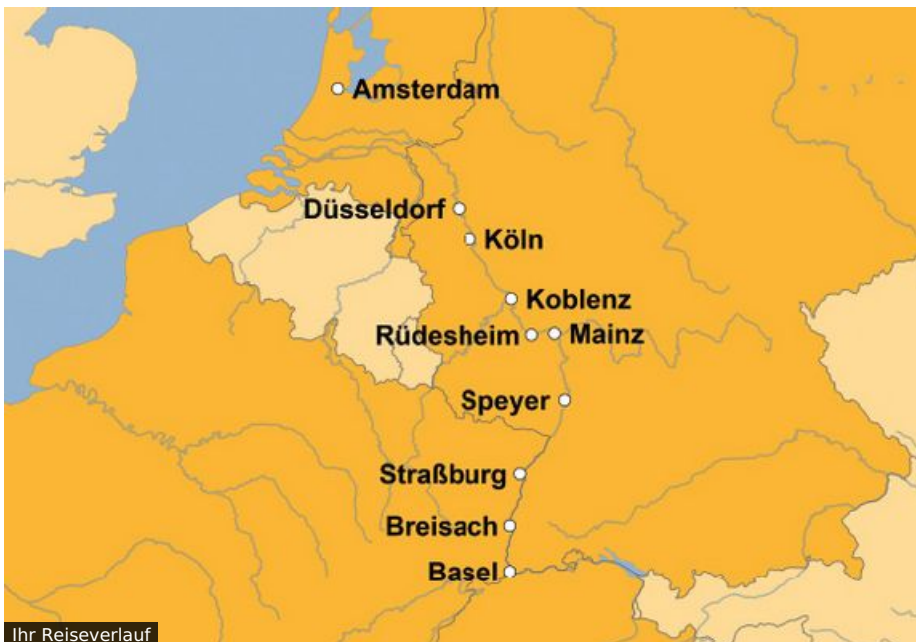 Amsterdam
Düsseldorf
Köln
Koblenz
Rüdesheim
Mainz
Speyer
Straßburg
Breisach
Basel
Ihr Reiseverlauf